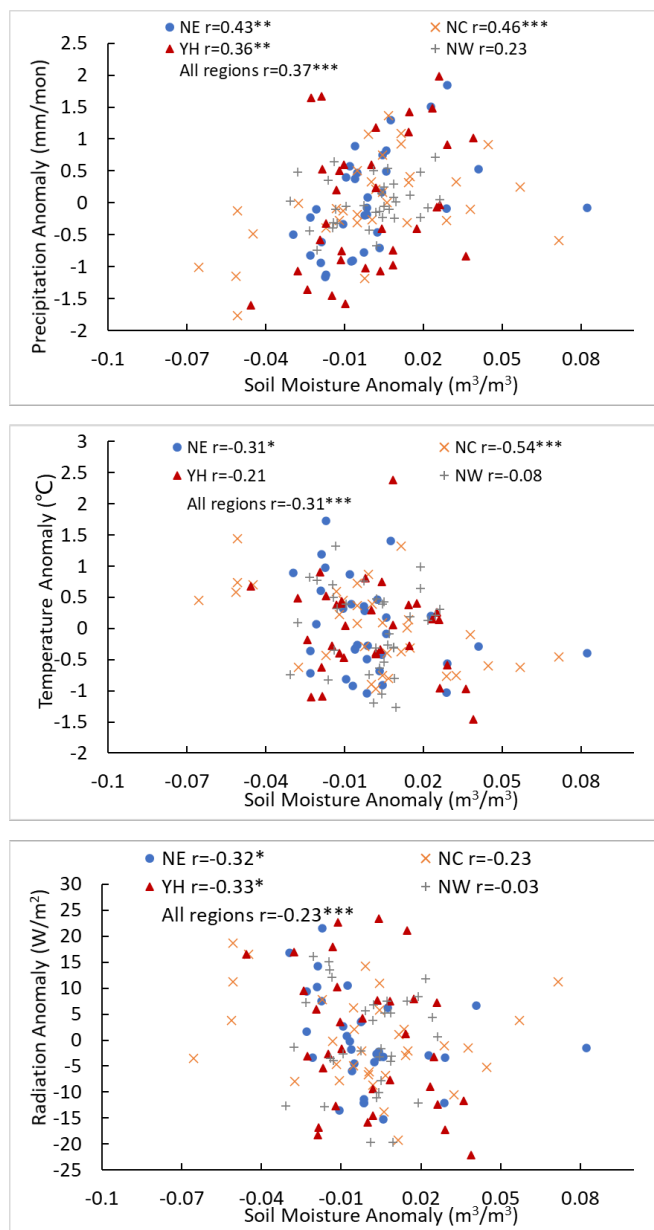 NE r=0.43** NC r=0.46***
YH r=0.36** NW r=0.23
All regions r=0.37***
Precipitation Anomaly (mm/mon)
2.5
2
1.5
1
0.5
0
-0.5
-1
-1.5
-2
-0.1 -0.07 -0.04 -0.01 0.02 0.05 0.08
Soil Moisture Anomaly (m³/m³)
NE r=-0.31* NC r=-0.54***
YH r=-0.21 NW r=-0.08
All regions r=-0.31***
Temperature Anomaly (℃)
3
2.5
2
1.5
1
0.5
0
-0.5
-1
-1.5
-2
-0.1 -0.07 -0.04 -0.01 0.02 0.05 0.08
Soil Moisture Anomaly (m³/m³)
NE r=-0.32* NC r=-0.23
YH r=-0.33* NW r=-0.03
All regions r=-0.23***
Radiation Anomaly (W/m²)
30
25
20
15
10
5
0
-5
-10
-15
-20
-25
-0.1 -0.07 -0.04 -0.01 0.02 0.05 0.08
Soil Moisture Anomaly (m³/m³)